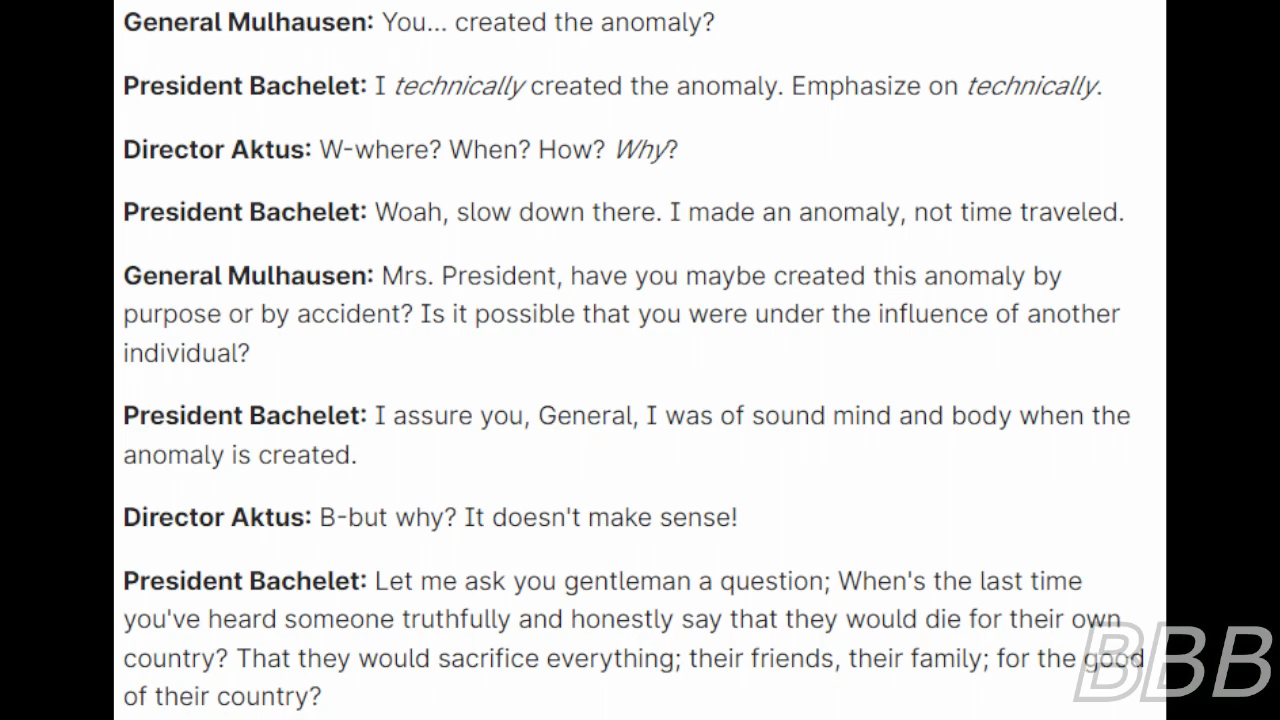 General Mulhausen: You... created the anomaly?
President Bachelet: I technically created the anomaly. Emphasize on technically.
Director Aktus: W-where? When? How? Why?
President Bachelet: Woah, slow down there. I made an anomaly, not time traveled.
General Mulhausen: Mrs. President, have you maybe created this anomaly by
purpose or by accident? Is it possible that you were under the influence of another
individual?
President Bachelet: I assure you, General, I was of sound mind and body when the
anomaly is created.
Director Aktus: B-but why? It doesn't make sense!
President Bachelet: Let me ask you gentleman a question; When's the last time
you've heard someone truthfully and honestly say that they would die for their own
country? That they would sacrifice everything; their friends, their family; for the good
of their country?
BBB